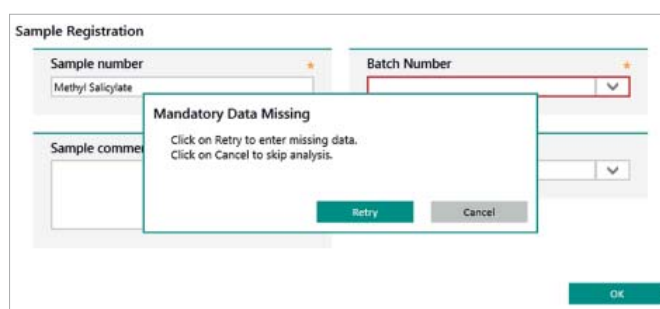 Sample Registration
Sample number *
Batch Number *
Methyl Salicylate
Mandatory Data Missing
Click on Retry to enter missing data.
Click on Cancel to skip analysis.
Sample comme
Retry Cancel
OK